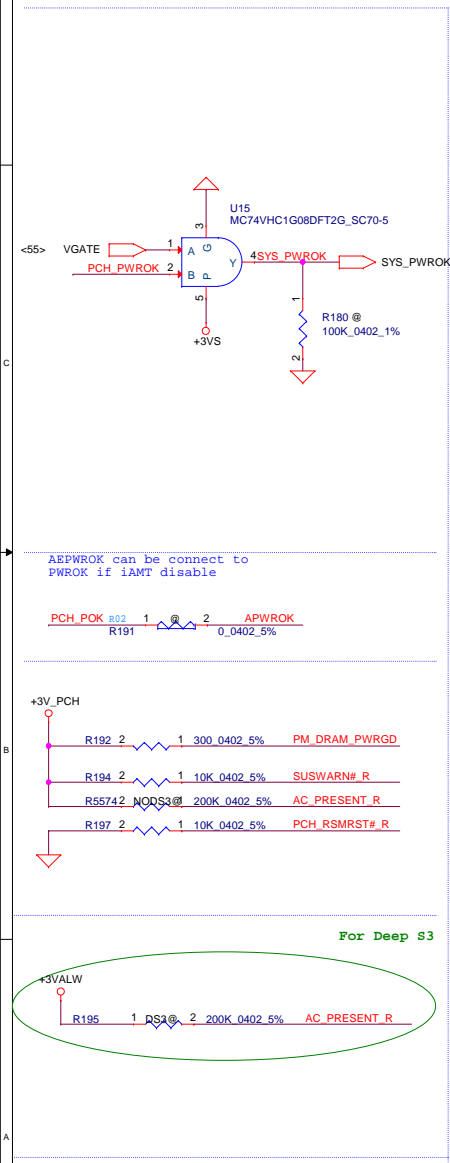 U15
MC74VHC1G08DFT2G_SC70-5
3
<55> VGATE 1 A G
PCH_PWROK 2 B P Y 4 SYS_PWROK SYS_PWROK
5
+3VS
1
R180 @
100K_0402_1%
2
C
AEPWROK can be connect to
PWROK if iAMT disable
PCH_POK R02 1 @ 2 APWROK
R191 0_0402_5%
+3V_PCH
B
R192 2 1 300_0402_5% PM_DRAM_PWRGD
R194 2 1 10K_0402_5% SUSWARN#_R
R5574 2 NODS3@ 1 200K_0402_5% AC_PRESENT_R
R197 2 1 10K_0402_5% PCH_RSMRST#_R
For Deep S3
+3VALW
R195 1 DS3@ 2 200K_0402_5% AC_PRESENT_R
A